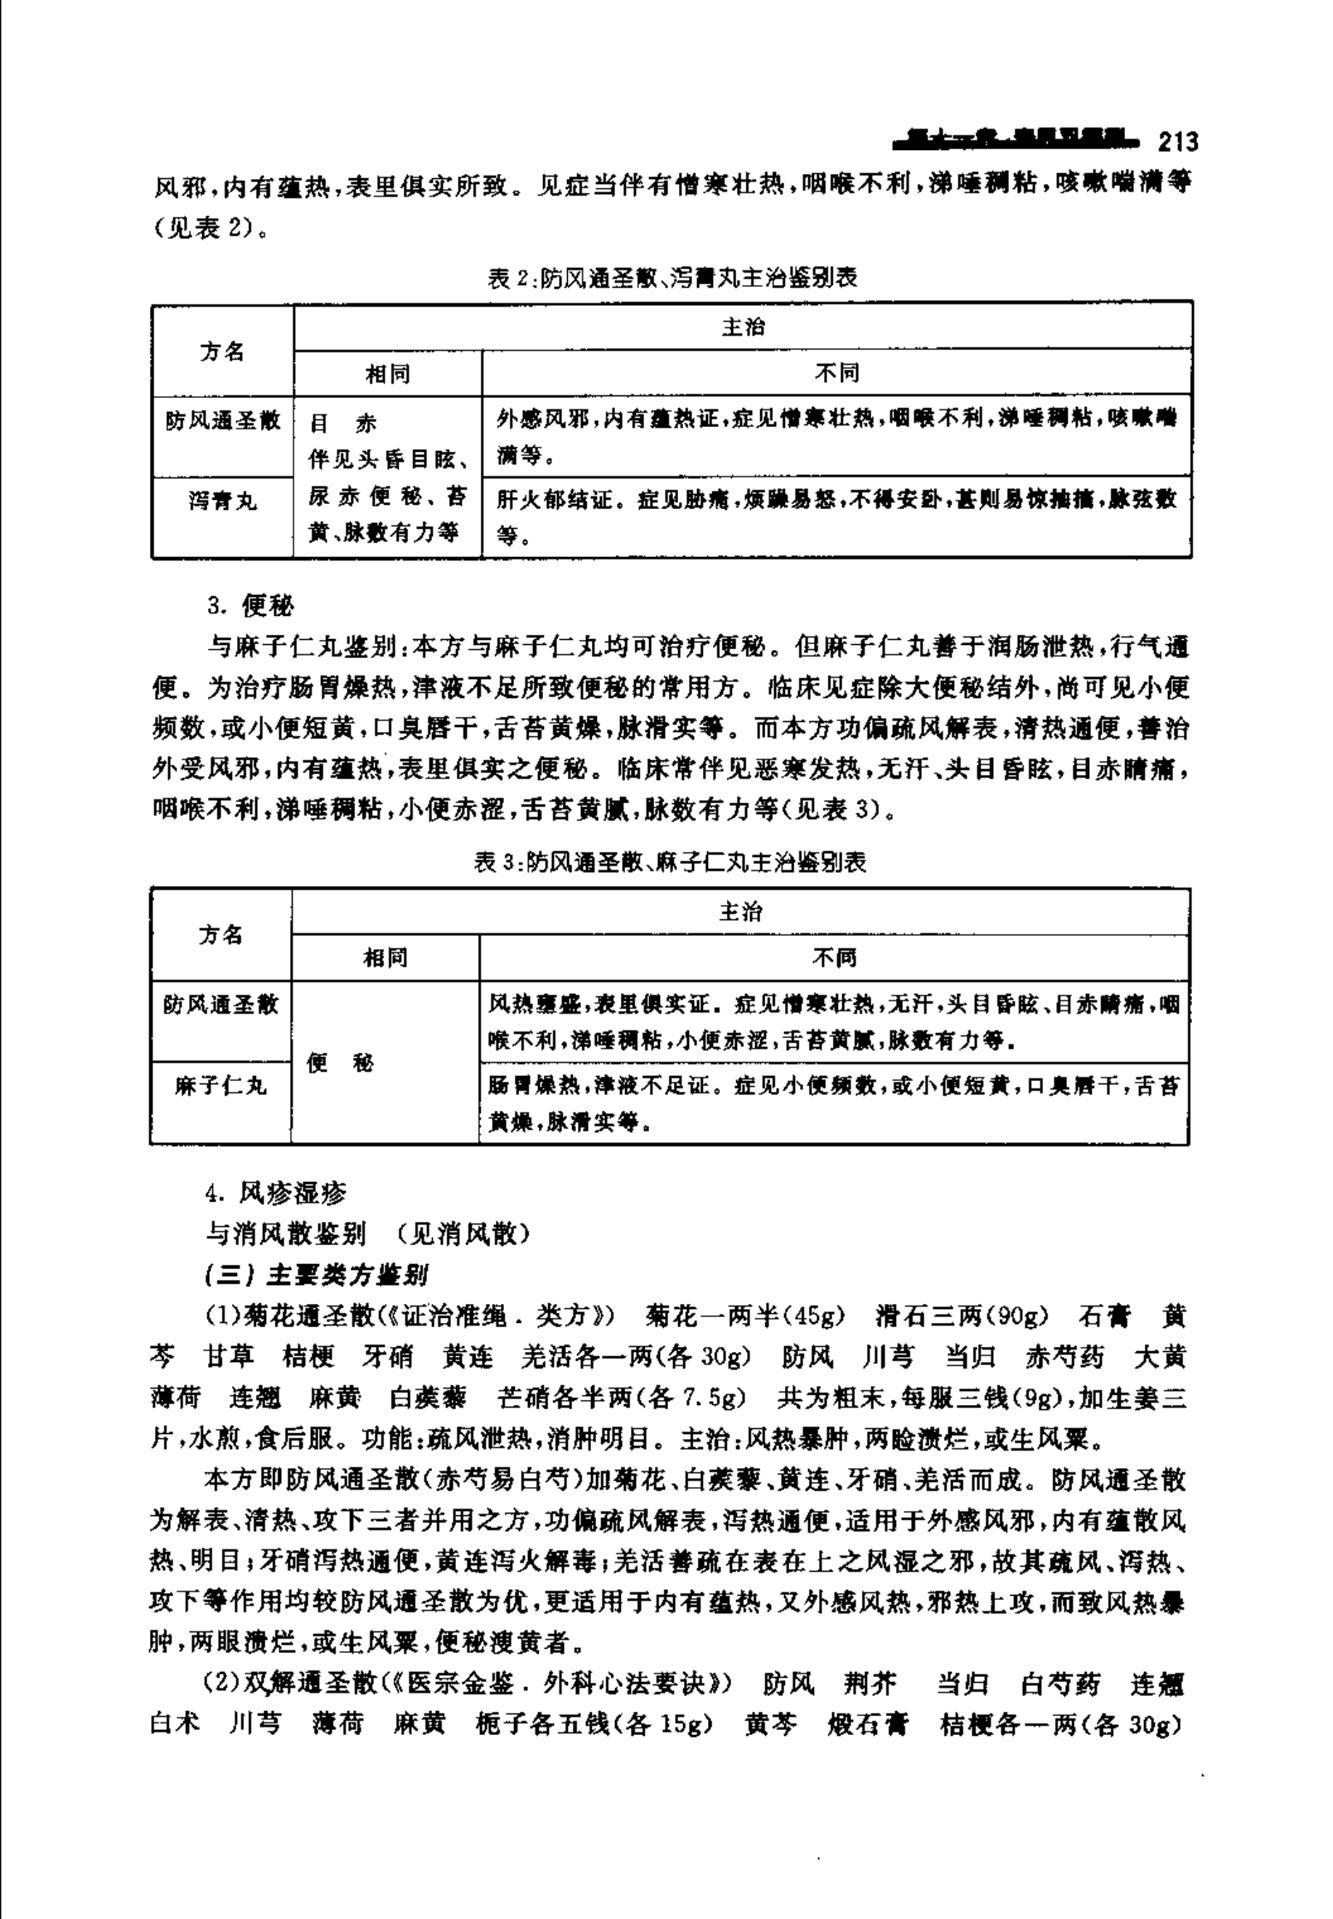 213
风邪,内有蕴热,表里俱实所致。见症当伴有憎寒壮热,咽喉不利,涕唾稠粘,咳嗽喘满等
(见表 2)。
表 2:防风通圣散、泻青丸主治鉴别表
方名
主治
相同
不同
防风通圣散
目 赤
伴见头昏目眩、
尿赤便秘、苔
黄、脉数有力等
外感风邪,内有蕴热证,症见憎寒壮热,咽喉不利,涕唾稠粘,咳嗽喘
满等。
泻青丸
肝火郁结证。症见胁痛,烦躁易怒,不得安卧,甚则易惊抽搐,脉弦数
等。
3. 便秘
与麻子仁丸鉴别:本方与麻子仁丸均可治疗便秘。但麻子仁丸善于润肠泄热,行气通
便。为治疗肠胃燥热,津液不足所致便秘的常用方。临床见症除大便秘结外,尚可见小便
频数,或小便短黄,口臭唇干,舌苔黄燥,脉滑实等。而本方功偏疏风解表,清热通便,善治
外受风邪,内有蕴热,表里俱实之便秘。临床常伴见恶寒发热,无汗、头目昏眩,目赤睛痛,
咽喉不利,涕唾稠粘,小便赤涩,舌苔黄腻,脉数有力等(见表 3)。
表 3:防风通圣散、麻子仁丸主治鉴别表
方名
主治
相同
不同
防风通圣散
便 秘
风热壅盛,表里俱实证。症见憎寒壮热,无汗,头目昏眩、目赤睛痛,咽
喉不利,涕唾稠粘,小便赤涩,舌苔黄腻,脉数有力等.
麻子仁丸
肠胃燥热,津液不足证。症见小便频数,或小便短黄,口臭唇干,舌苔
黄燥,脉滑实等。
4. 风疹湿疹
与消风散鉴别 (见消风散)
(三) 主要类方鉴别
(1)菊花通圣散(《证治准绳．类方》) 菊花一两半(45g) 滑石三两(90g) 石膏 黄
芩 甘草 桔梗 牙硝 黄连 羌活各一两(各 30g) 防风 川芎 当归 赤芍药 大黄
薄荷 连翘 麻黄 白蒺藜 芒硝各半两(各 7.5g) 共为粗末,每服三钱(9g),加生姜三
片,水煎,食后服。功能:疏风泄热,消肿明目。主治:风热暴肿,两睑溃烂,或生风粟。
本方即防风通圣散(赤芍易白芍)加菊花、白蒺藜、黄连、牙硝、羌活而成。防风通圣散
为解表、清热、攻下三者并用之方,功偏疏风解表,泻热通便,适用于外感风邪,内有蕴散风
热、明目;牙硝泻热通便,黄连泻火解毒;羌活善疏在表在上之风湿之邪,故其疏风、泻热、
攻下等作用均较防风通圣散为优,更适用于内有蕴热,又外感风热,邪热上攻,而致风热暴
肿,两眼溃烂,或生风粟,便秘溲黄者。
(2)双解通圣散(《医宗金鉴．外科心法要诀》) 防风 荆芥 当归 白芍药 连翘
白术 川芎 薄荷 麻黄 栀子各五钱(各 15g) 黄芩 煅石膏 桔梗各一两(各 30g)